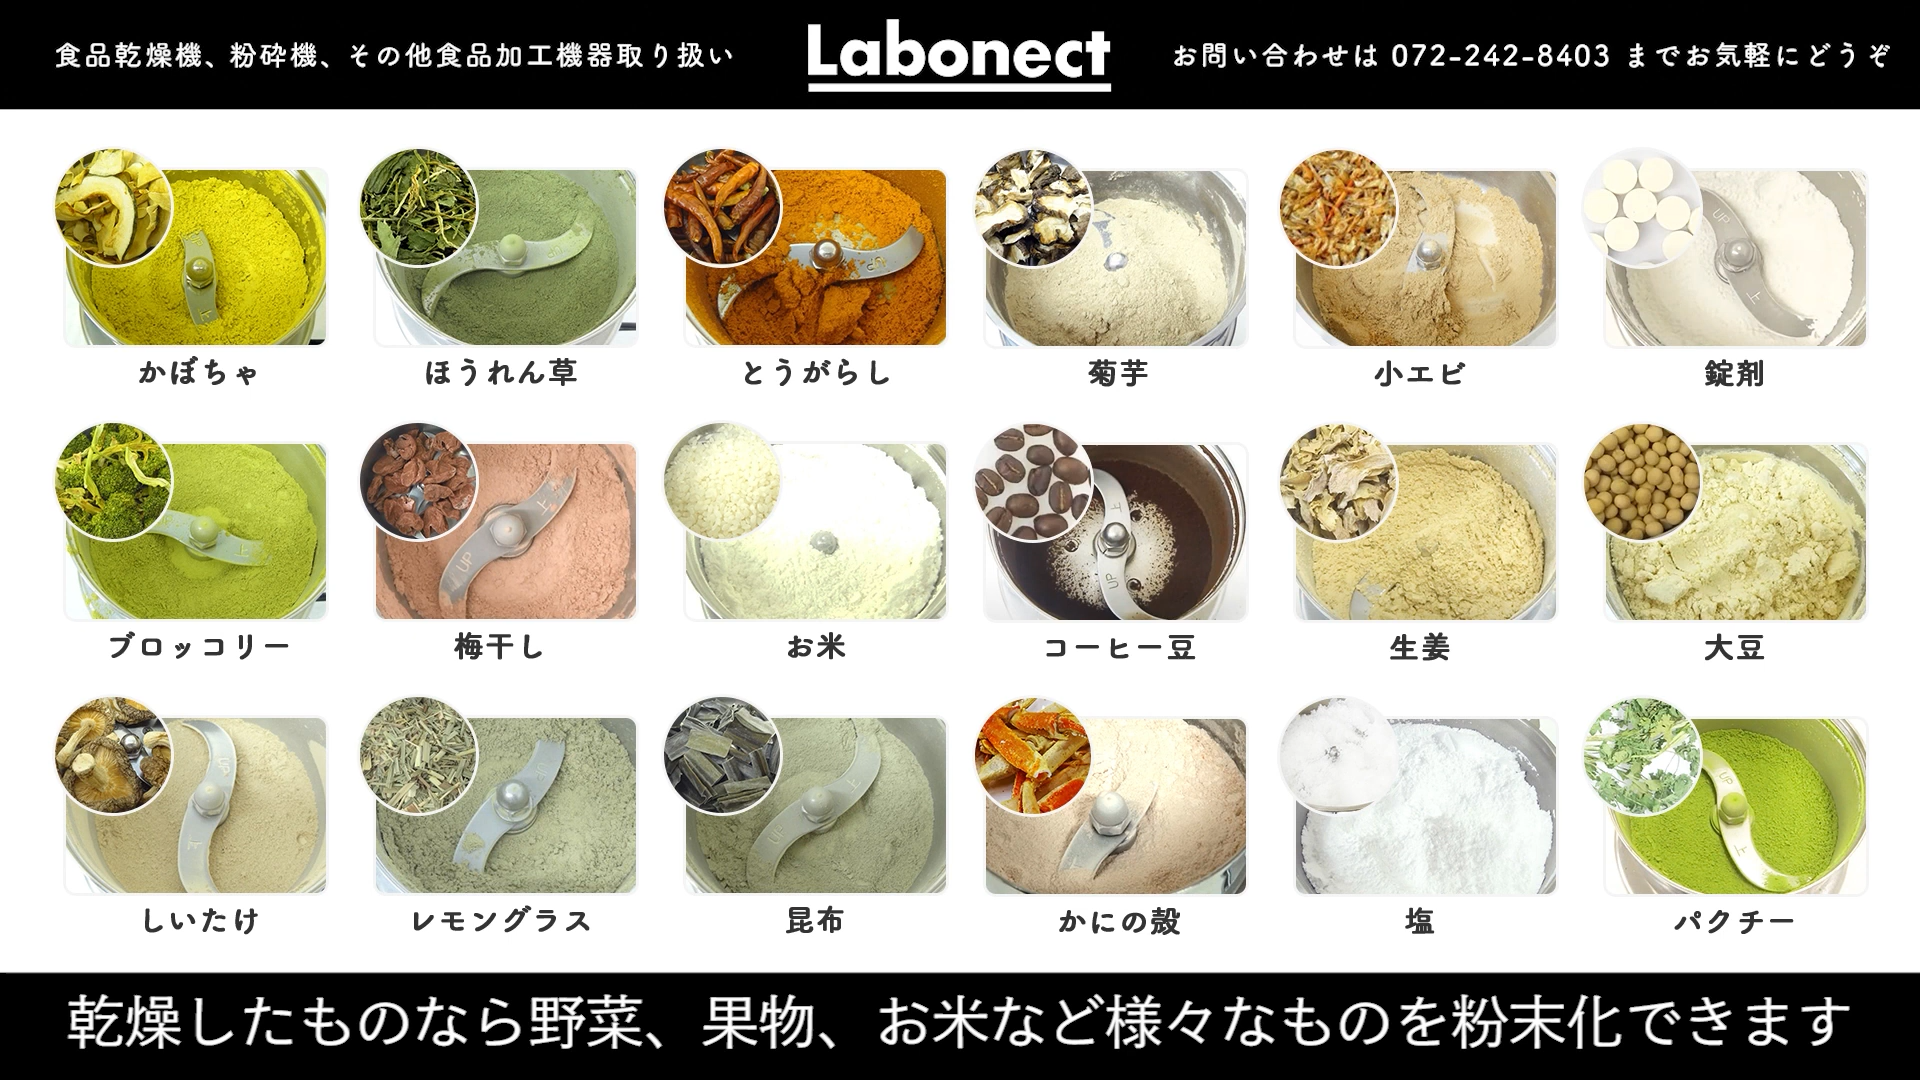 食品乾燥機、粉砕機、その他食品加工機器取り扱い
Labonect
お問い合わせは 072-242-8403 までお気軽にどうぞ
かぼちゃ
ほうれん草
とうがらし
菊芋
小エビ
錠剤
ブロッコリー
梅干し
お米
コーヒー豆
生姜
大豆
しいたけ
レモングラス
昆布
かにの殻
塩
パクチー
乾燥したものなら野菜、果物、お米など様々なものを粉末化できます